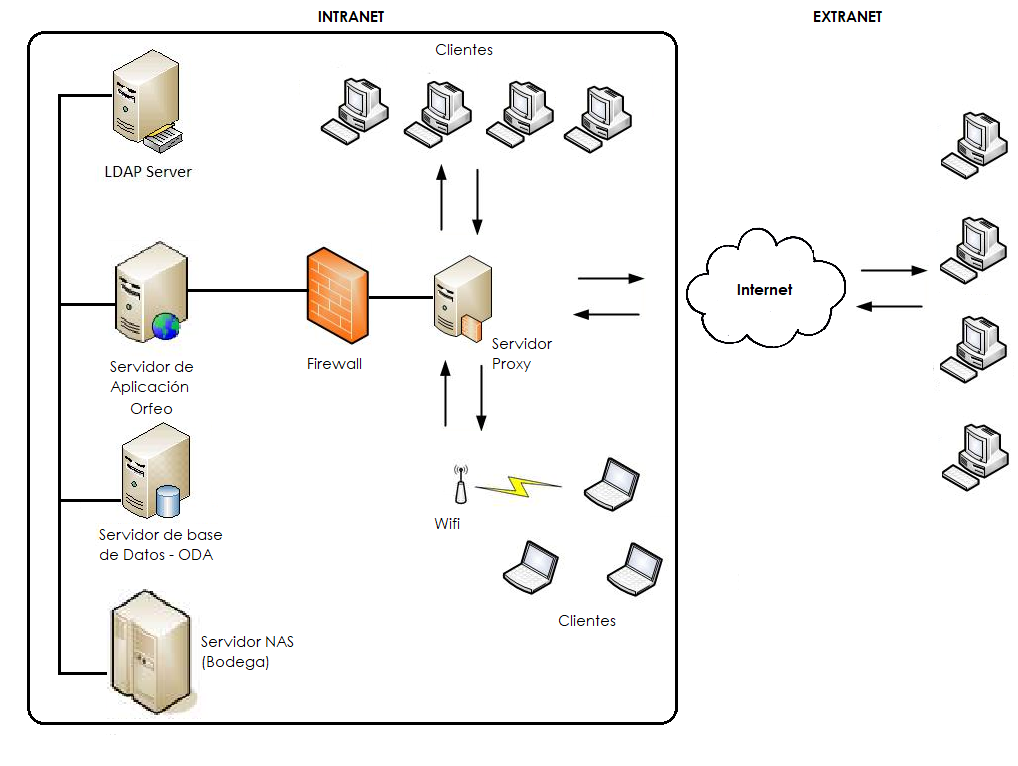 INTRANET
EXTRANET
Clientes
LDAP Server
Internet
Servidor
Proxy
Firewall
Servidor de
Aplicación
Orfeo
Wifi
Servidor de base
de Datos - ODA
Clientes
Servidor NAS
(Bodega)